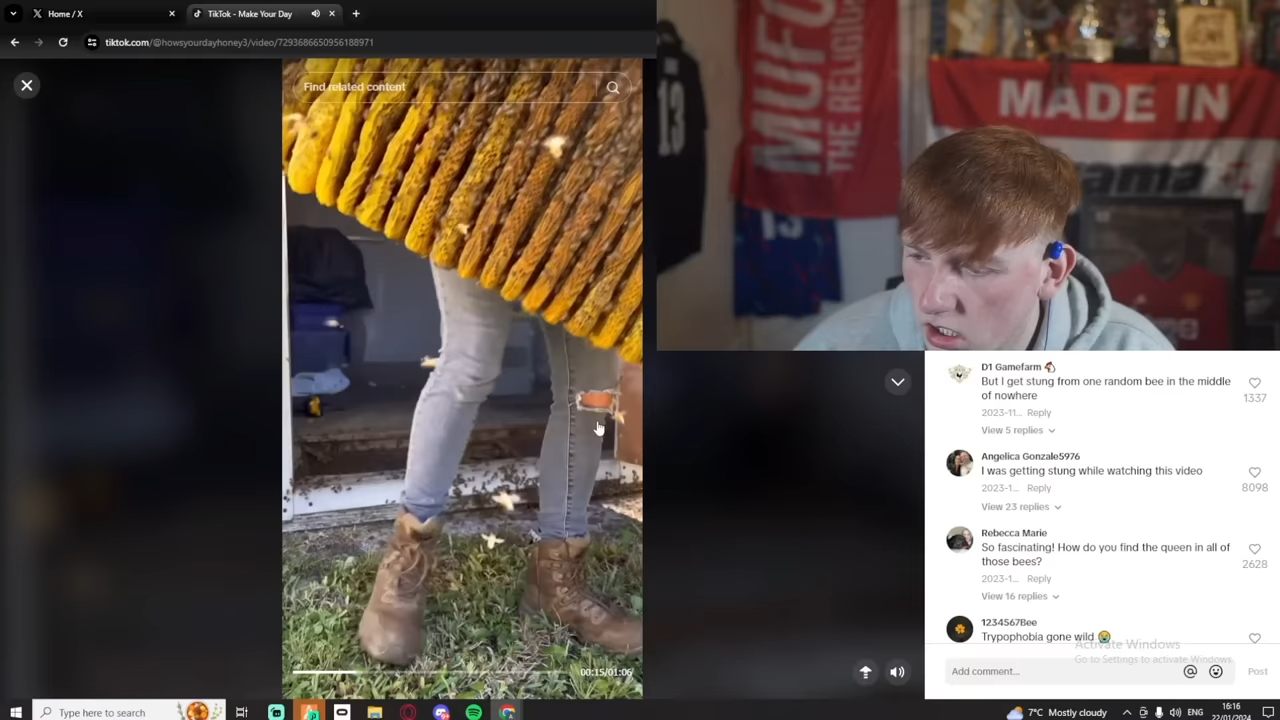 Home / X
TikTok - Make Your Day
tiktok.com/@howsyourdayhoney3/video/7293686650956188971
Find related content
MUFC
THE RELIGION
MADE IN
13
13
D1 Gamefarm
But I get stung from one random bee in the middle
of nowhere
1337
2023-11... Reply
View 5 replies
Angelica Gonzale5976
I was getting stung while watching this video
2023-1... Reply
8098
View 23 replies
Rebecca Marie
So fascinating! How do you find the queen in all of
those bees?
2628
2023-1... Reply
View 16 replies
1234567Bee
Trypophobia gone wild 😭
Activate Windows
Go to Settings to activate Windows.
00:15/01:06
Add comment...
Post
Type here to search
7°C Mostly cloudy
ENG
16:16
22/01/2024